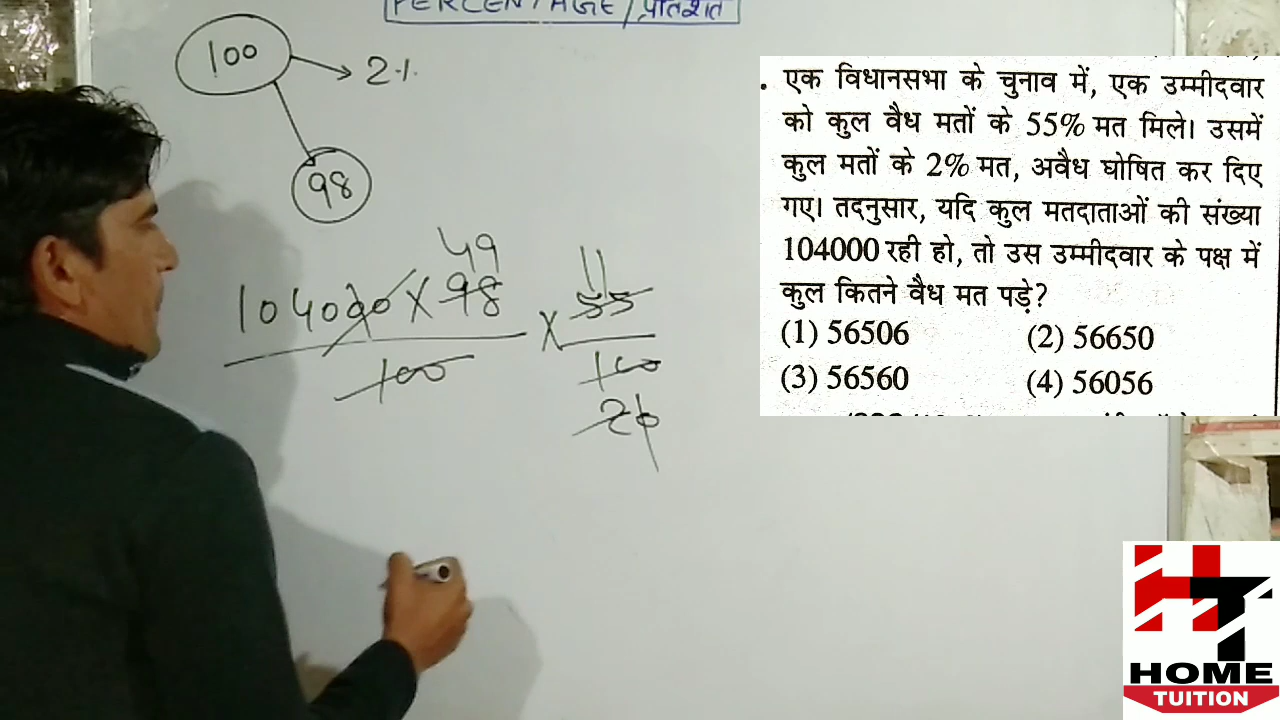 PERCENTAGE/प्रतिशत
100
2%
98
49
11
104000 X 98
X 55
100
100
20
एक विधानसभा के चुनाव में, एक उम्मीदवार
को कुल वैध मतों के 55% मत मिले। उसमें
कुल मतों के 2% मत, अवैध घोषित कर दिए
गए। तदनुसार, यदि कुल मतदाताओं की संख्या
104000 रही हो, तो उस उम्मीदवार के पक्ष में
कुल कितने वैध मत पड़े?
(1) 56506 (2) 56650
(3) 56560 (4) 56056
HT
HOME
TUITION